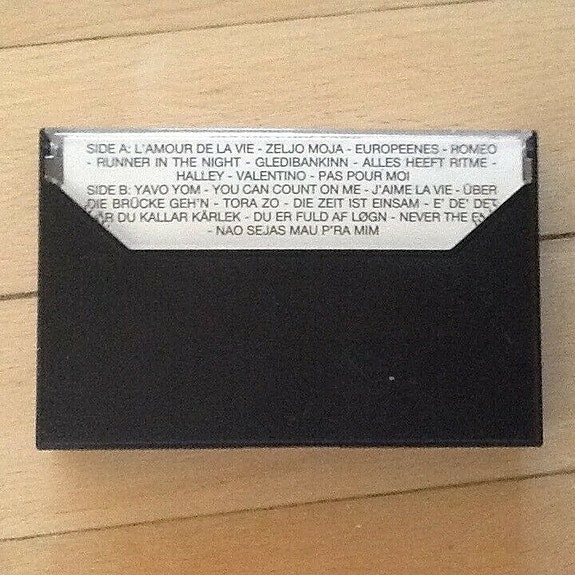 SIDE A: L'AMOUR DE LA VIE - ZELJO MOJA - EUROPEENES - ROMEO
- RUNNER IN THE NIGHT - GLEDIBANKINN - ALLES HEEFT RITME -
HALLEY - VALENTINO - PAS POUR MOI
SIDE B: YAVO YOM - YOU CAN COUNT ON ME - J'AIME LA VIE - ÜBER
DIE BRÜCKE GEH'N - TORA ZO - DIE ZEIT IST EINSAM - E' DE' DET
DU KALLAR KÄRLEK - DU ER FULD AF LØGN - NEVER THE
- NAO SEJAS MAU P'RA MIM